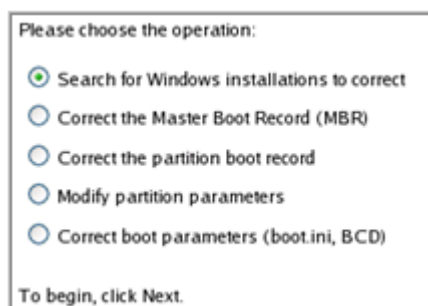 Please choose the operation:
Search for Windows installations to correct
Correct the Master Boot Record (MBR)
Correct the partition boot record
Modify partition parameters
Correct boot parameters (boot.ini, BCD)
To begin, click Next.